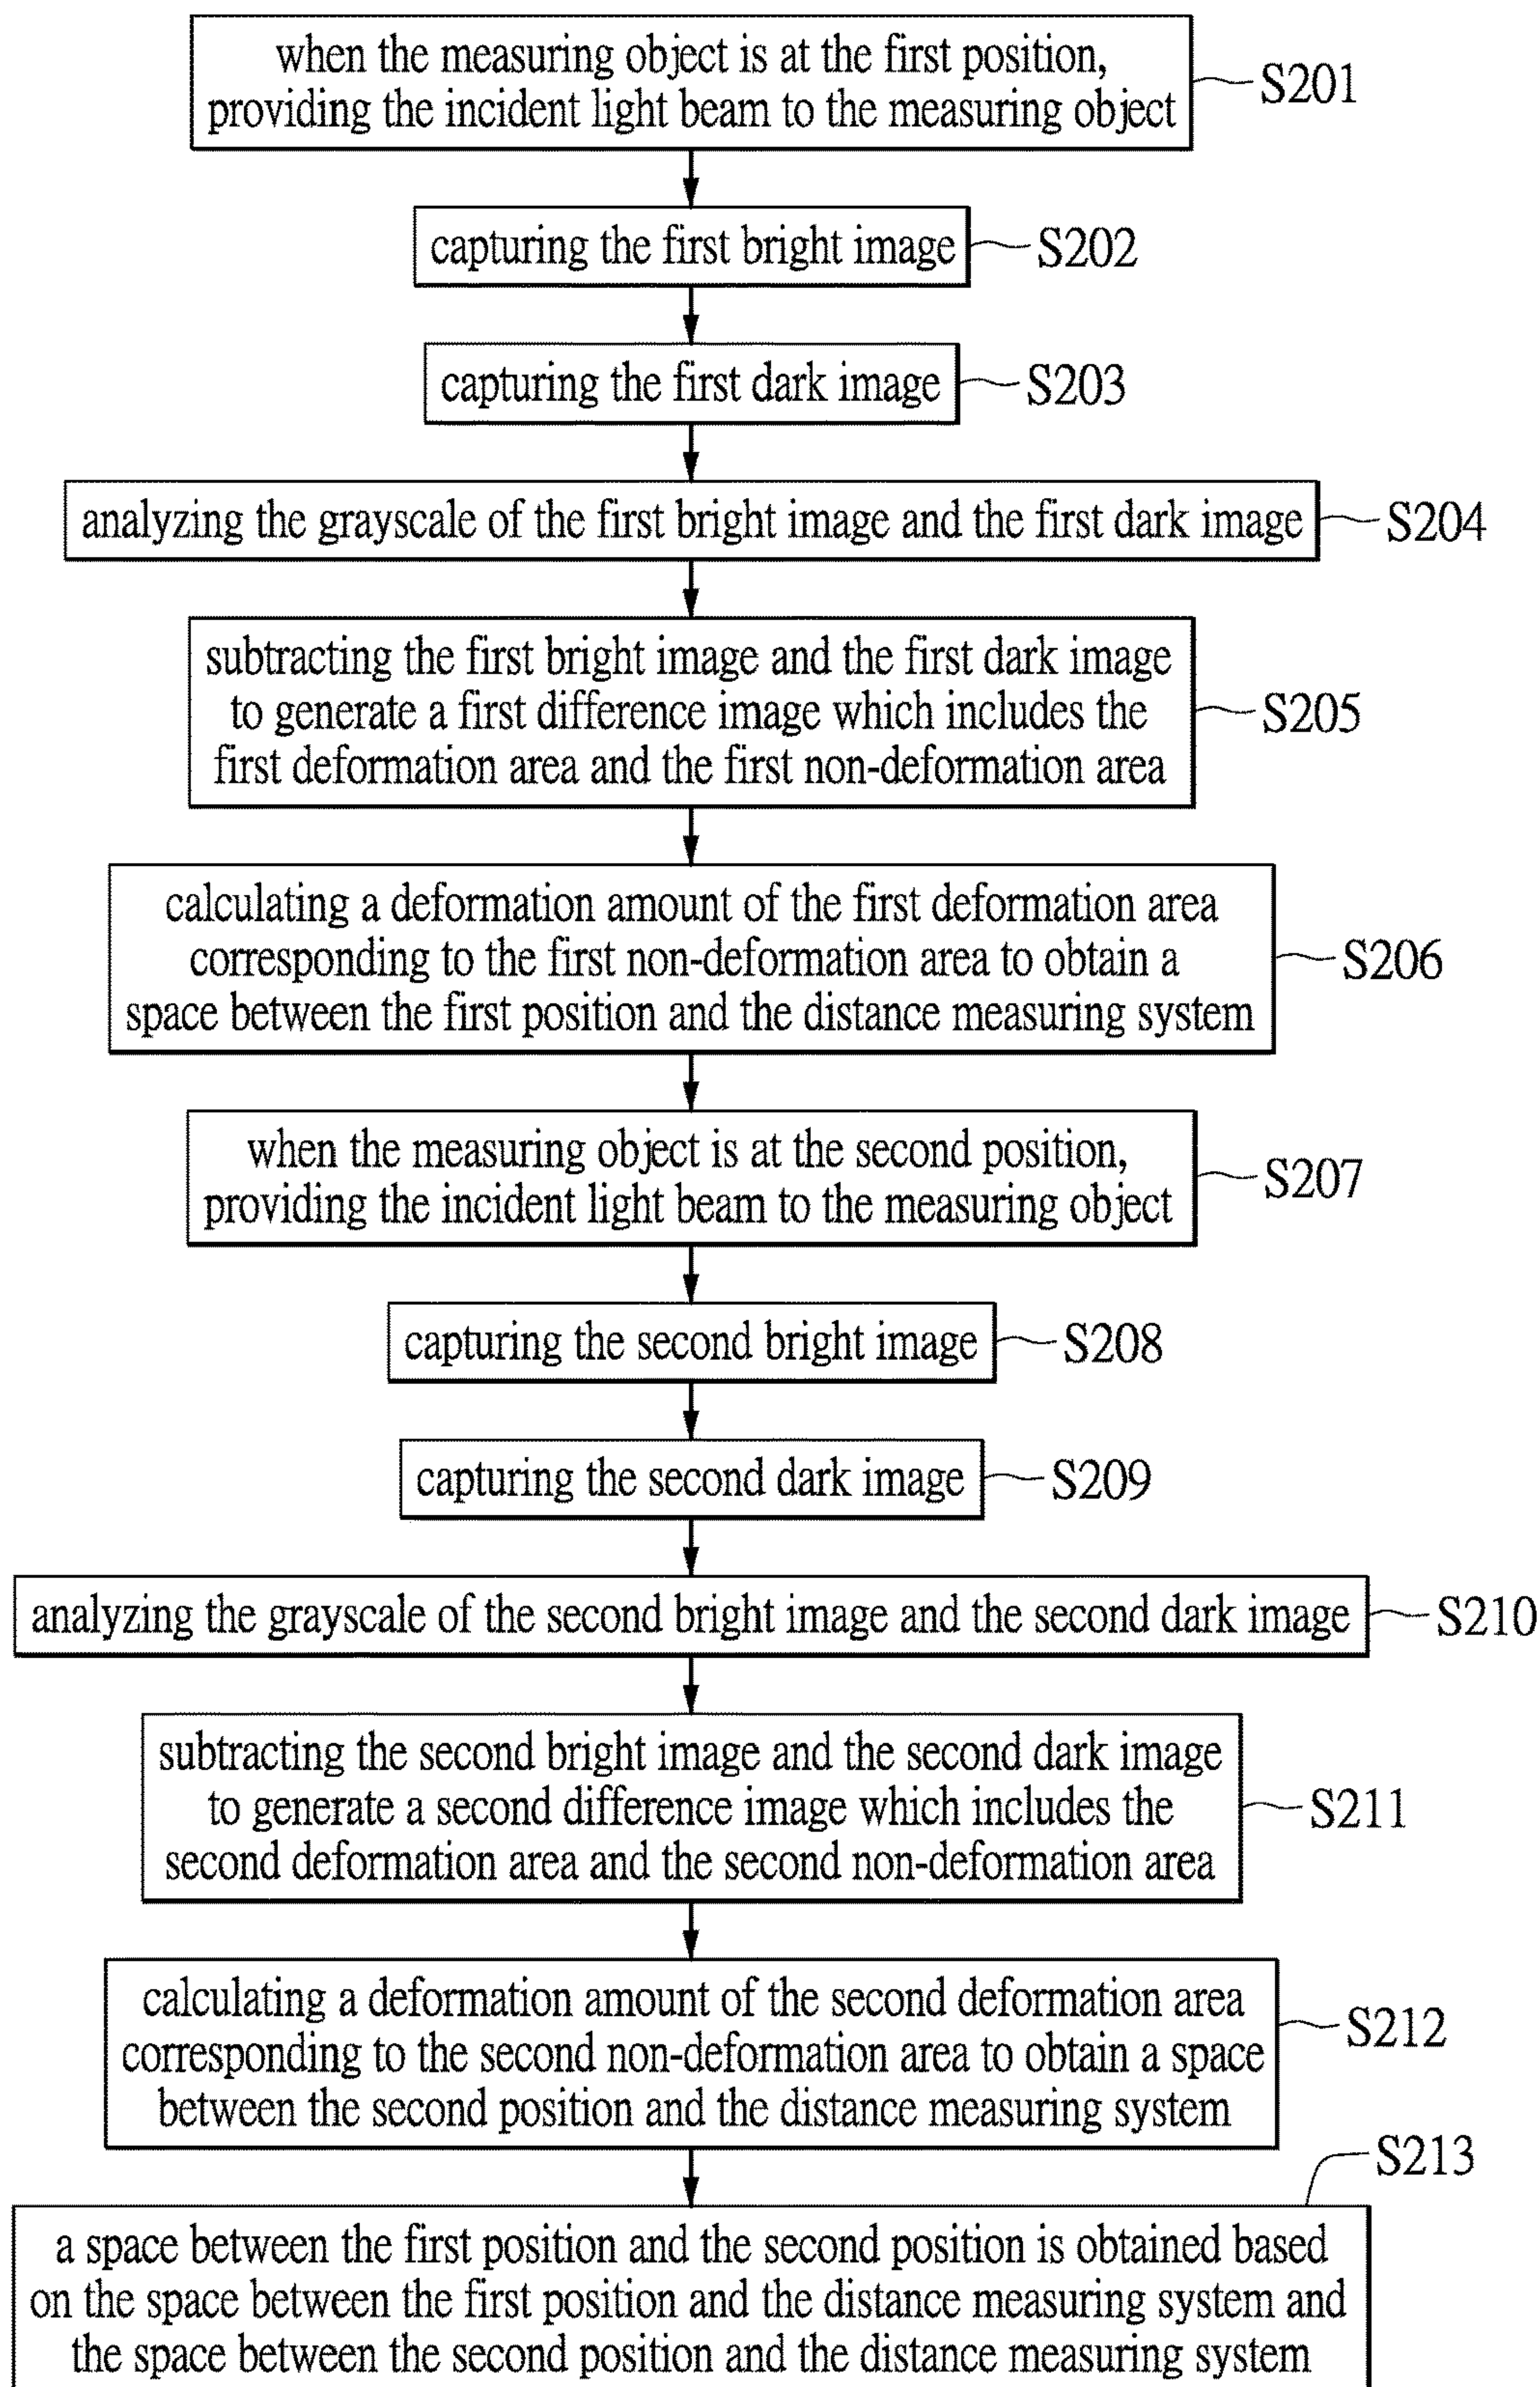 when the measuring object is at the first position,
providing the incident light beam to the measuring object
S201
capturing the first bright image
S202
capturing the first dark image
S203
analyzing the grayscale of the first bright image and the first dark image
S204
subtracting the first bright image and the first dark image
to generate a first difference image which includes the
first deformation area and the first non-deformation area
S205
calculating a deformation amount of the first deformation area
corresponding to the first non-deformation area to obtain a
space between the first position and the distance measuring system
S206
when the measuring object is at the second position,
providing the incident light beam to the measuring object
S207
capturing the second bright image
S208
capturing the second dark image
S209
analyzing the grayscale of the second bright image and the second dark image
S210
subtracting the second bright image and the second dark image
to generate a second difference image which includes the
second deformation area and the second non-deformation area
S211
calculating a deformation amount of the second deformation area
corresponding to the second non-deformation area to obtain a space
between the second position and the distance measuring system
S212
S213
a space between the first position and the second position is obtained based
on the space between the first position and the distance measuring system and
the space between the second position and the distance measuring system